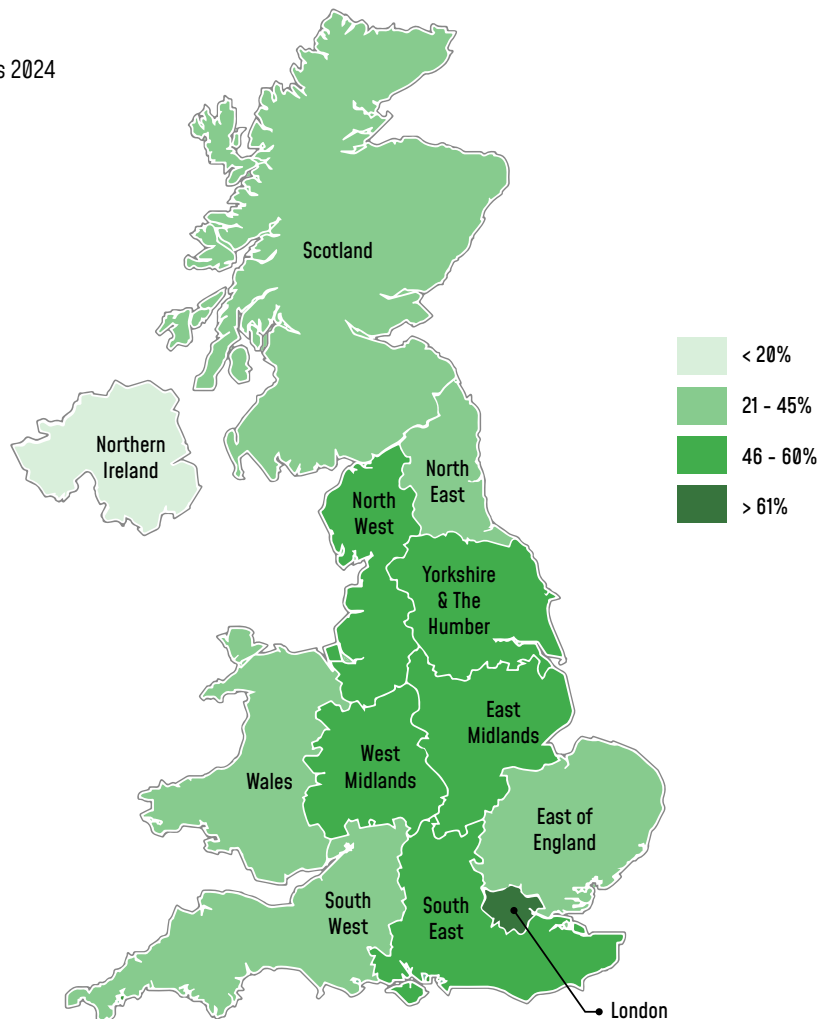 2024
Scotland
< 20%
21 - 45%
46 - 60%
> 61%
Northern
Ireland
North
East
North
West
Yorkshire
& The
Humber
East
Midlands
West
Midlands
Wales
East of
England
South
West
South
East
London